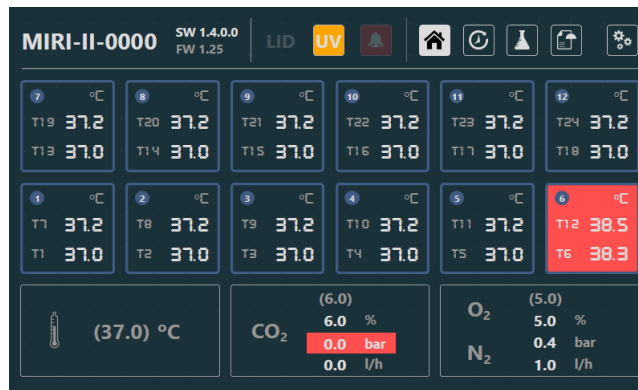 MIRI-II-0000 SW 1.4.0.0 LID UV
FW 1.25
7 °C 8 °C 9 °C 10 °C 11 °C 12 °C
T19 37.2 T20 37.2 T21 37.2 T22 37.2 T23 37.2 T24 37.2
T13 37.0 T14 37.0 T15 37.0 T16 37.0 T17 37.0 T18 37.0
1 °C 2 °C 3 °C 4 °C 5 °C 6 °C
T7 37.2 T8 37.2 T9 37.2 T10 37.2 T11 37.2 T12 38.5
T1 37.0 T2 37.0 T3 37.0 T4 37.0 T5 37.0 T6 38.3
(37.0) °C
CO2
(6.0)
6.0 %
0.0 bar
0.0 l/h
O2
(5.0)
5.0 %
N2
0.4 bar
1.0 l/h